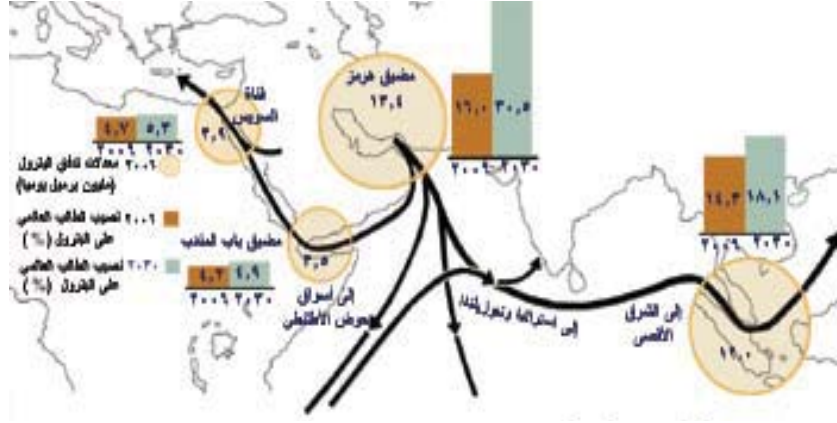 مضيق هرمز
١٣,٤
قناة
السويس
٣,٩
٤,٧ ٥,٣
٢٠٠٦ ٢٠٣٠
٢٠٠٦ معدلات تدفق البترول
(مليون برميل يوميا)
٢٠٠٦ نصيب الطلب العالمي
على البترول (%)
٢٠٣٠ نصيب الطلب العالمي
على البترول (%)
مضيق باب المندب
٣,٥
٤,٢ ٤,٩
٢٠٠٦ ٢٠٣٠
إلى أسواق
حوض الأطلنطي
١٦,٠ ٣٠,٥
٢٠٠٦ ٢٠٣٠
إلى استراليا ونيوزيلندا
١٤,٣ ١٨,١
٢٠٠٦ ٢٠٣٠
إلى الشرق
الأقصى
١٢,٠